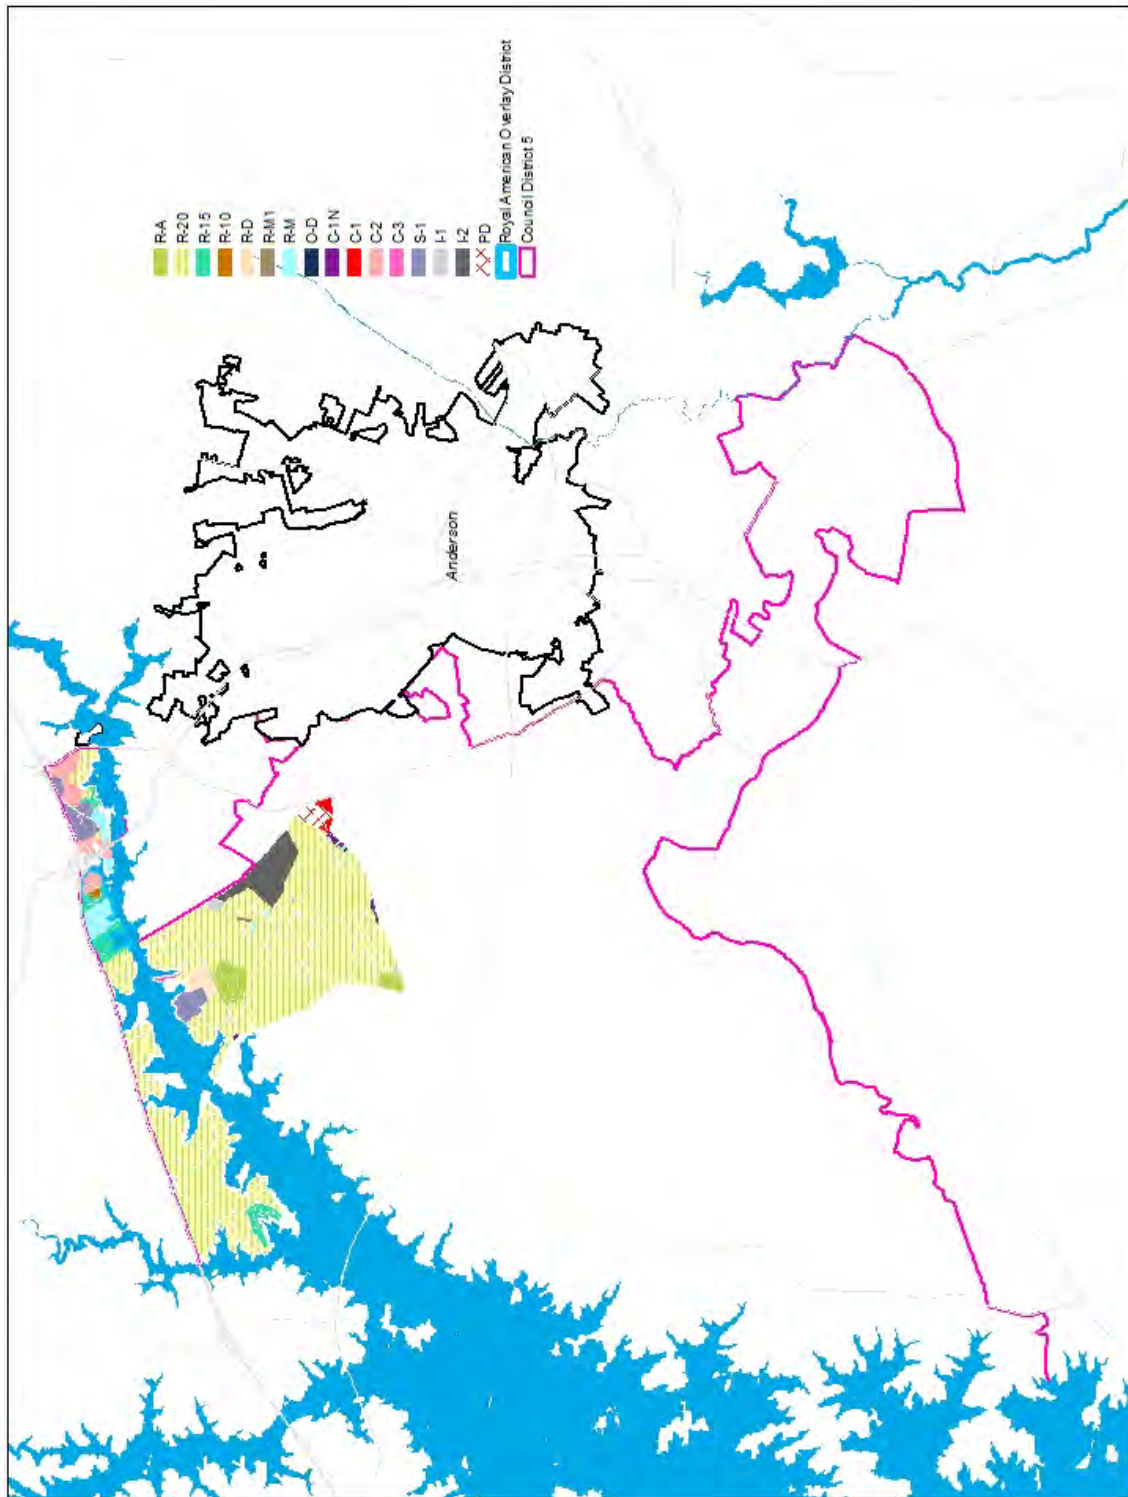 R-A
R-20
R-15
R-10
R-D
R-M1
R-M
O-D
C-1N
C-1
C-2
C-3
S-1
I-1
I-2
PD
Royal American Overlay District
Council District 5
Anderson